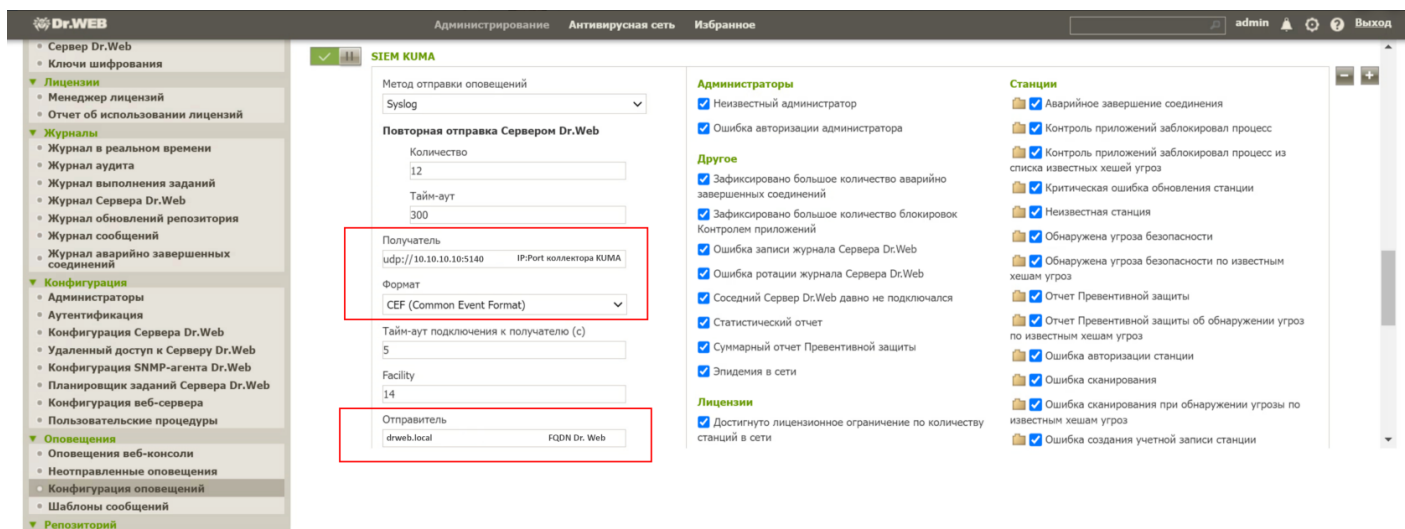 Dr.WEB
Администрирование Антивирусная сеть Избранное
admin Выход
Сервер Dr.Web
Ключи шифрования
Лицензии
Менеджер лицензий
Отчет об использовании лицензий
Журналы
Журнал в реальном времени
Журнал аудита
Журнал выполнения заданий
Журнал Сервера Dr.Web
Журнал обновлений репозитория
Журнал сообщений
Журнал аварийно завершенных
соединений
Конфигурация
Администраторы
Аутентификация
Конфигурация Сервера Dr.Web
Удаленный доступ к Серверу Dr.Web
Конфигурация SNMP-агента Dr.Web
Планировщик заданий Сервера Dr.Web
Конфигурация веб-сервера
Пользовательские процедуры
Оповещения
Оповещения веб-консоли
Неотправленные оповещения
Конфигурация оповещений
Шаблоны сообщений
Репозиторий
SIEM KUMA
Метод отправки оповещений
Syslog
Повторная отправка Сервером Dr.Web
Количество
12
Тайм-аут
300
Получатель
udp://10.10.10.10:5140 IP:Port коллектора KUMA
Формат
CEF (Common Event Format)
Тайм-аут подключения к получателю (с)
5
Facility
14
Отправитель
drweb.local FQDN Dr. Web
Администраторы
Неизвестный администратор
Ошибка авторизации администратора
Другое
Зафиксировано большое количество аварийно
завершенных соединений
Зафиксировано большое количество блокировок
Контролем приложений
Ошибка записи журнала Сервера Dr.Web
Ошибка ротации журнала Сервера Dr.Web
Соседний Сервер Dr.Web давно не подключался
Статистический отчет
Суммарный отчет Превентивной защиты
Эпидемия в сети
Лицензии
Достигнуто лицензионное ограничение по количеству
станций в сети
Станции
Аварийное завершение соединения
Контроль приложений заблокировал процесс
Контроль приложений заблокировал процесс из
списка известных хешей угроз
Критическая ошибка обновления станции
Неизвестная станция
Обнаружена угроза безопасности
Обнаружена угроза безопасности по известным
хешам угроз
Отчет Превентивной защиты
Отчет Превентивной защиты об обнаружении угроз
по известным хешам угроз
Ошибка авторизации станции
Ошибка сканирования
Ошибка сканирования при обнаружении угрозы по
известным хешам угроз
Ошибка создания учетной записи станции